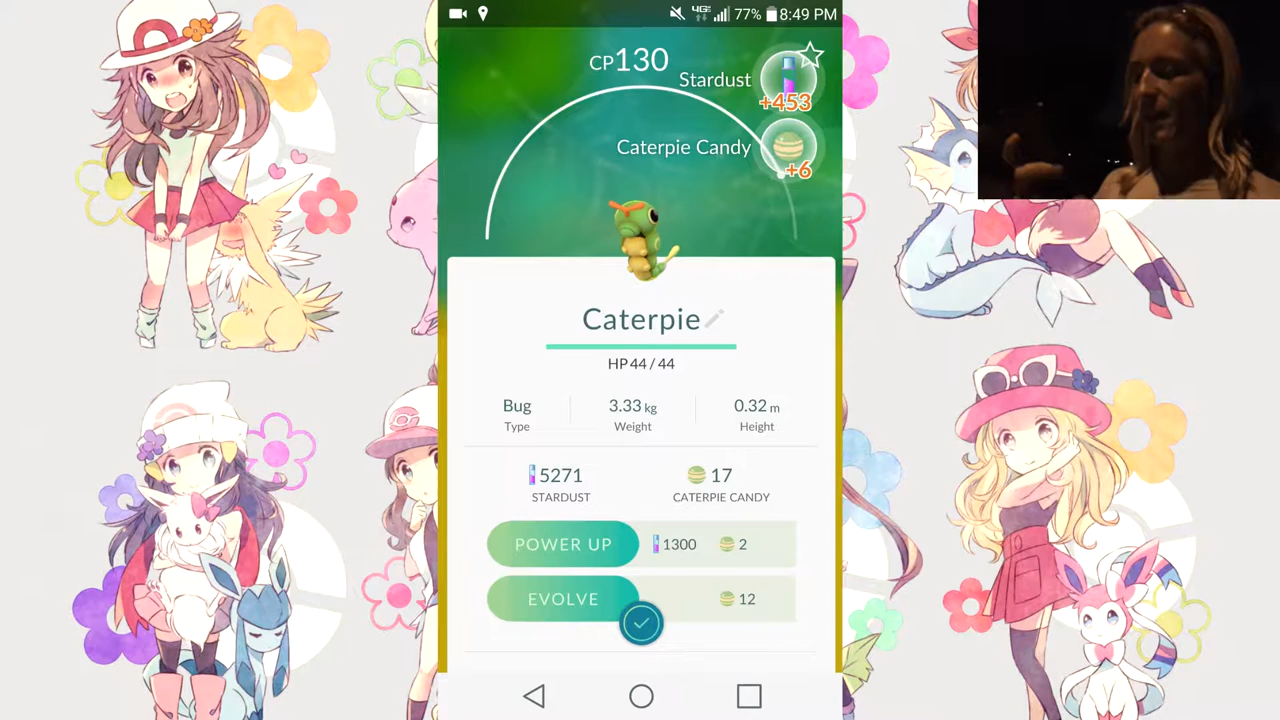 4G
77% 8:49 PM
CP130
Stardust
+453
Caterpie Candy
+6
Caterpie
HP 44 / 44
Bug 3.33 kg 0.32 m
Type Weight Height
5271 17
STARDUST CATERPIE CANDY
POWER UP 1300 2
EVOLVE 12